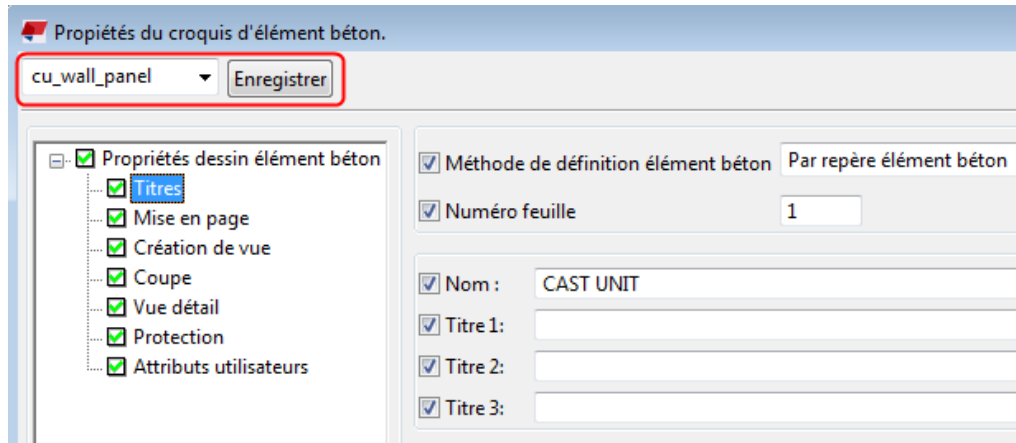 Propiétés du croquis d'élément béton.
cu_wall_panel Enregistrer
Propriétés dessin élément béton
Titres
Mise en page
Création de vue
Coupe
Vue détail
Protection
Attributs utilisateurs
Méthode de définition élément béton Par repère élément béton
Numéro feuille 1
Nom : CAST UNIT
Titre 1:
Titre 2:
Titre 3: